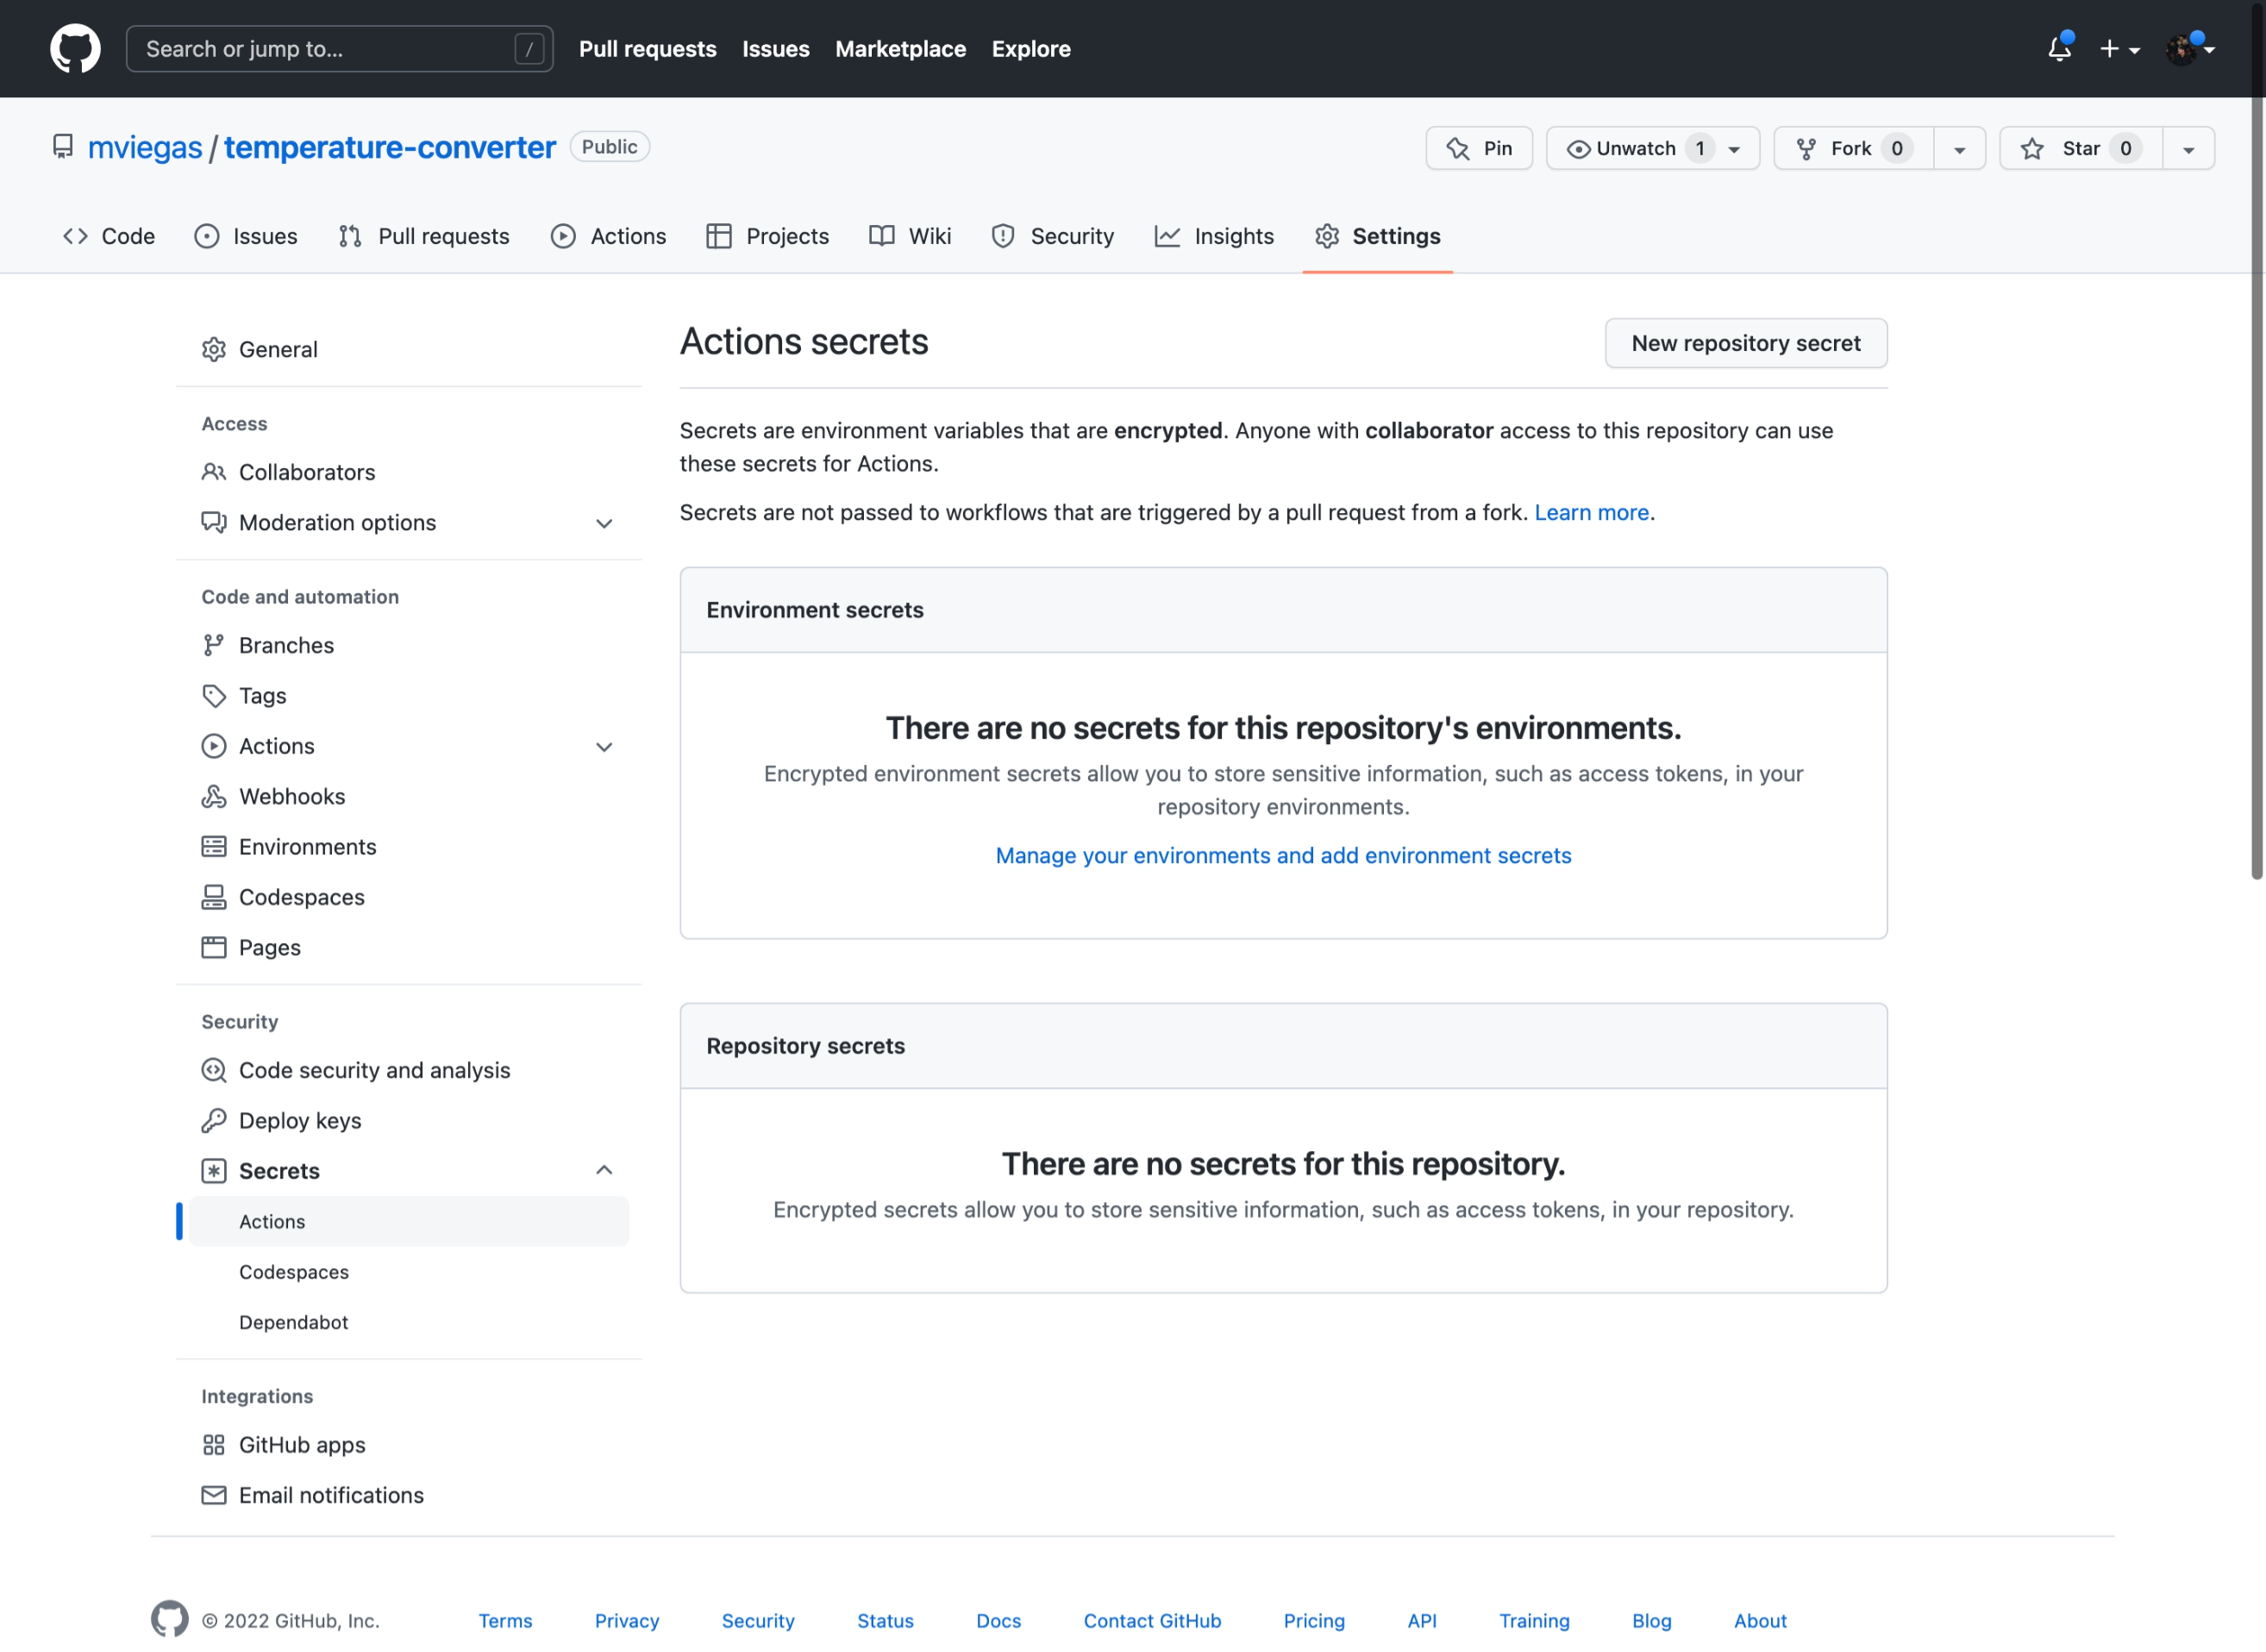 Search or jump to... /
Pull requests Issues Marketplace Explore
mviegas / temperature-converter Public
Pin Unwatch 1 Fork 0 Star 0
Code Issues Pull requests Actions Projects Wiki Security Insights Settings
General
Access
Collaborators
Moderation options
Code and automation
Branches
Tags
Actions
Webhooks
Environments
Codespaces
Pages
Security
Code security and analysis
Deploy keys
Secrets
Actions
Codespaces
Dependabot
Integrations
GitHub apps
Email notifications
Actions secrets
New repository secret
Secrets are environment variables that are encrypted. Anyone with collaborator access to this repository can use
these secrets for Actions.
Secrets are not passed to workflows that are triggered by a pull request from a fork. Learn more.
Environment secrets
There are no secrets for this repository's environments.
Encrypted environment secrets allow you to store sensitive information, such as access tokens, in your
repository environments.
Manage your environments and add environment secrets
Repository secrets
There are no secrets for this repository.
Encrypted secrets allow you to store sensitive information, such as access tokens, in your repository.
© 2022 GitHub, Inc. Terms Privacy Security Status Docs Contact GitHub Pricing API Training Blog About